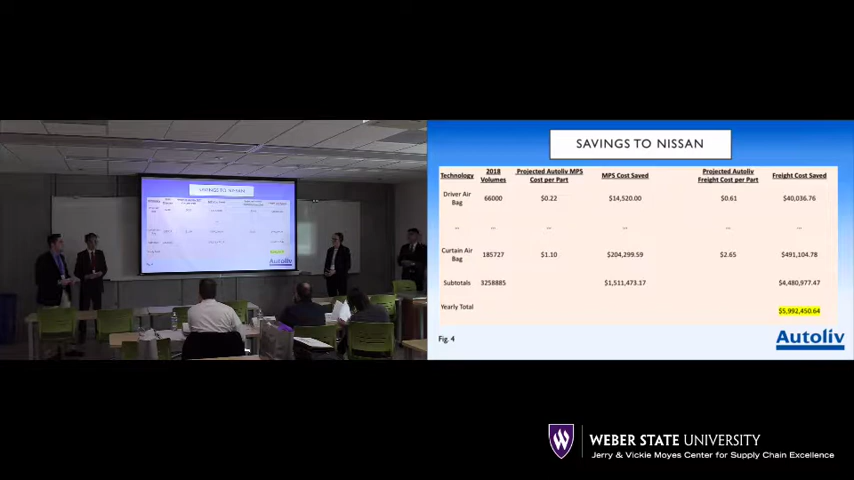 SAVINGS TO NISSAN
Technology 2018 Volumes Projected Autoliv MPS Cost per Part MPS Cost Saved Projected Autoliv Freight Cost per Part Freight Cost Saved
Driver Air Bag 66000 $0.22 $14,520.00 $0.61 $40,036.76
... ... ... ... ... ...
Curtain Air Bag 185727 $1.10 $204,299.59 $2.65 $491,104.78
Subtotals 3258885 $1,511,473.17 $4,480,977.47
Yearly Total $5,992,450.64
Fig. 4
Autoliv
SAVINGS TO NISSAN
Autoliv
WEBER STATE UNIVERSITY
Jerry & Vickie Moyes Center for Supply Chain Excellence